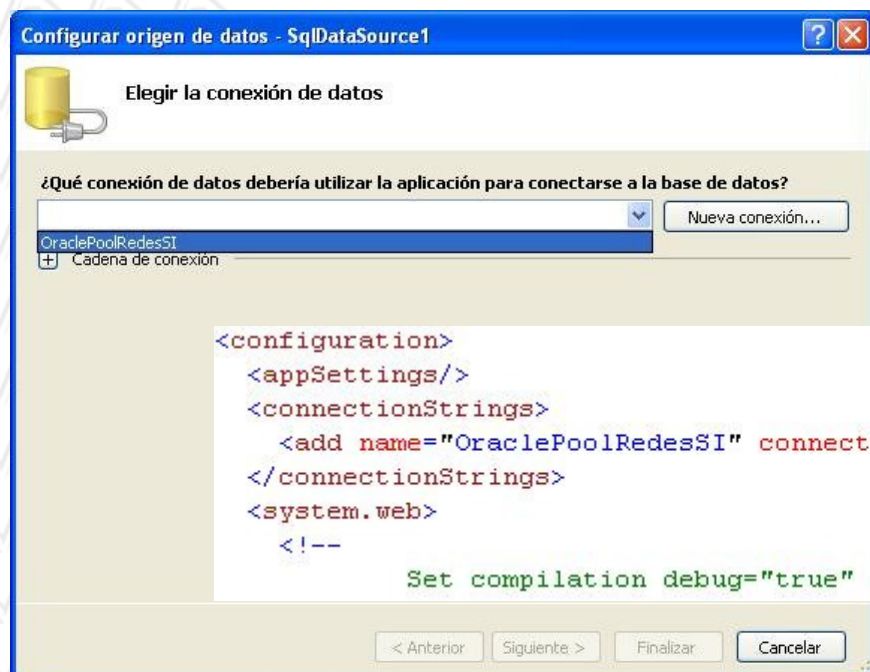 Configurar origen de datos - SqlDataSource1
Elegir la conexión de datos
¿Qué conexión de datos debería utilizar la aplicación para conectarse a la base de datos?
Nueva conexión...
OraclePoolRedesSI
Cadena de conexión
<configuration>
<appSettings/>
<connectionStrings>
<add name="OraclePoolRedesSI" connect
</connectionStrings>
<system.web>
<!--
Set compilation debug="true"
< Anterior Siguiente > Finalizar Cancelar